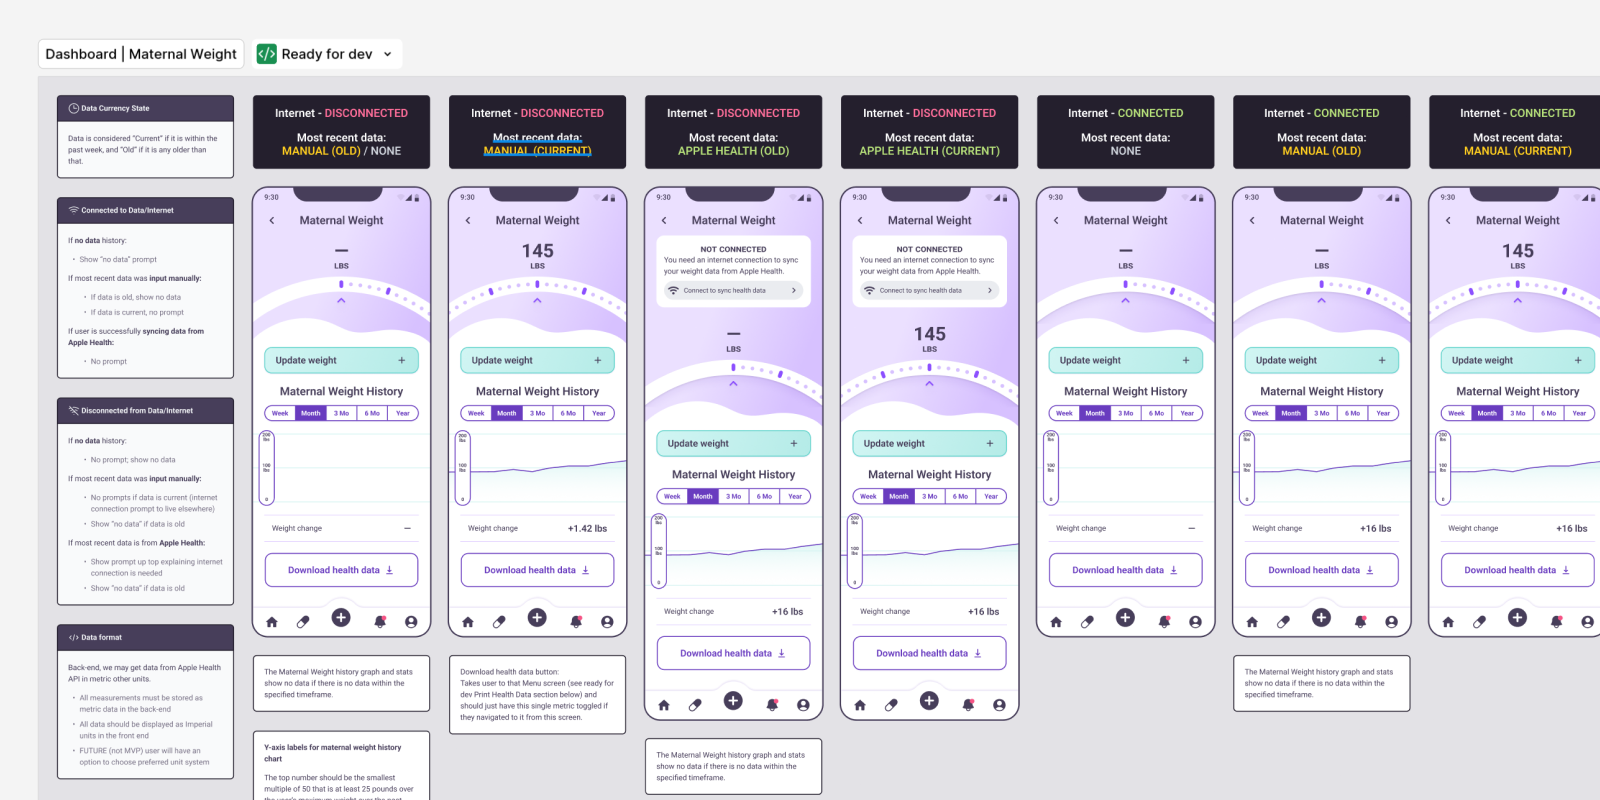 Dashboard | Maternal Weight
</> Ready for dev
Data Currency State
Data is considered “Current” if it is within the
past week, and “Old” if it is any older than
that.
Connected to Data/Internet
If no data history:
• Show “no data” prompt
If most recent data was input manually:
• If data is old, show no data
• If data is current, no prompt
If user is successfully syncing data from
Apple Health:
• No prompt
Disconnected from Data/Internet
If no data history:
• No prompt; show no data
If most recent data was input manually:
• No prompts if data is current (internet
connection prompt to live elsewhere)
• Show “no data” if data is old
If most recent data is from Apple Health:
• Show prompt up top explaining internet
connection is needed
• Show “no data” if data is old
</> Data format
Back-end, we may get data from Apple Health
API in metric other units.
• All measurements must be stored as
metric data in the back-end
• All data should be displayed as Imperial
units in the front end
• FUTURE (not MVP) user will have an
option to choose preferred unit system
Internet - DISCONNECTED
Most recent data:
MANUAL (OLD) / NONE
9:30
Maternal Weight
—
LBS
Update weight +
Maternal Weight History
Week Month 3 Mo 6 Mo Year
200
lbs
100
lbs
0
Weight change —
Download health data
The Maternal Weight history graph and stats
show no data if there is no data within the
specified timeframe.
Y-axis labels for maternal weight history
chart
The top number should be the smallest
multiple of 50 that is at least 25 pounds over
the user's maximum weight over the past
Internet - DISCONNECTED
Most recent data:
MANUAL (CURRENT)
9:30
Maternal Weight
145
LBS
Update weight +
Maternal Weight History
Week Month 3 Mo 6 Mo Year
200
lbs
100
lbs
0
Weight change +1.42 lbs
Download health data
Download health data button:
Takes user to that Menu screen (see ready for
dev Print Health Data section below) and
should just have this single metric toggled if
they navigated to it from this screen.
Internet - DISCONNECTED
Most recent data:
APPLE HEALTH (OLD)
9:30
Maternal Weight
NOT CONNECTED
You need an internet connection to sync
your weight data from Apple Health.
Connect to sync health data
—
LBS
Update weight +
Maternal Weight History
Week Month 3 Mo 6 Mo Year
200
lbs
100
lbs
0
Weight change +16 lbs
Download health data
The Maternal Weight history graph and stats
show no data if there is no data within the
specified timeframe.
Internet - DISCONNECTED
Most recent data:
APPLE HEALTH (CURRENT)
9:30
Maternal Weight
NOT CONNECTED
You need an internet connection to sync
your weight data from Apple Health.
Connect to sync health data
145
LBS
Update weight +
Maternal Weight History
Week Month 3 Mo 6 Mo Year
200
lbs
100
lbs
0
Weight change +16 lbs
Download health data
Internet - CONNECTED
Most recent data:
NONE
9:30
Maternal Weight
—
LBS
Update weight +
Maternal Weight History
Week Month 3 Mo 6 Mo Year
200
lbs
100
lbs
0
Weight change —
Download health data
Internet - CONNECTED
Most recent data:
MANUAL (OLD)
9:30
Maternal Weight
—
LBS
Update weight +
Maternal Weight History
Week Month 3 Mo 6 Mo Year
200
lbs
100
lbs
0
Weight change +16 lbs
Download health data
The Maternal Weight history graph and stats
show no data if there is no data within the
specified timeframe.
Internet - CONNECTED
Most recent data:
MANUAL (CURRENT)
9:30
Maternal Weight
145
LBS
Update weight +
Maternal Weight History
Week Month 3 Mo 6 Mo Year
200
lbs
100
lbs
0
Weight change +16 lbs
Download health data